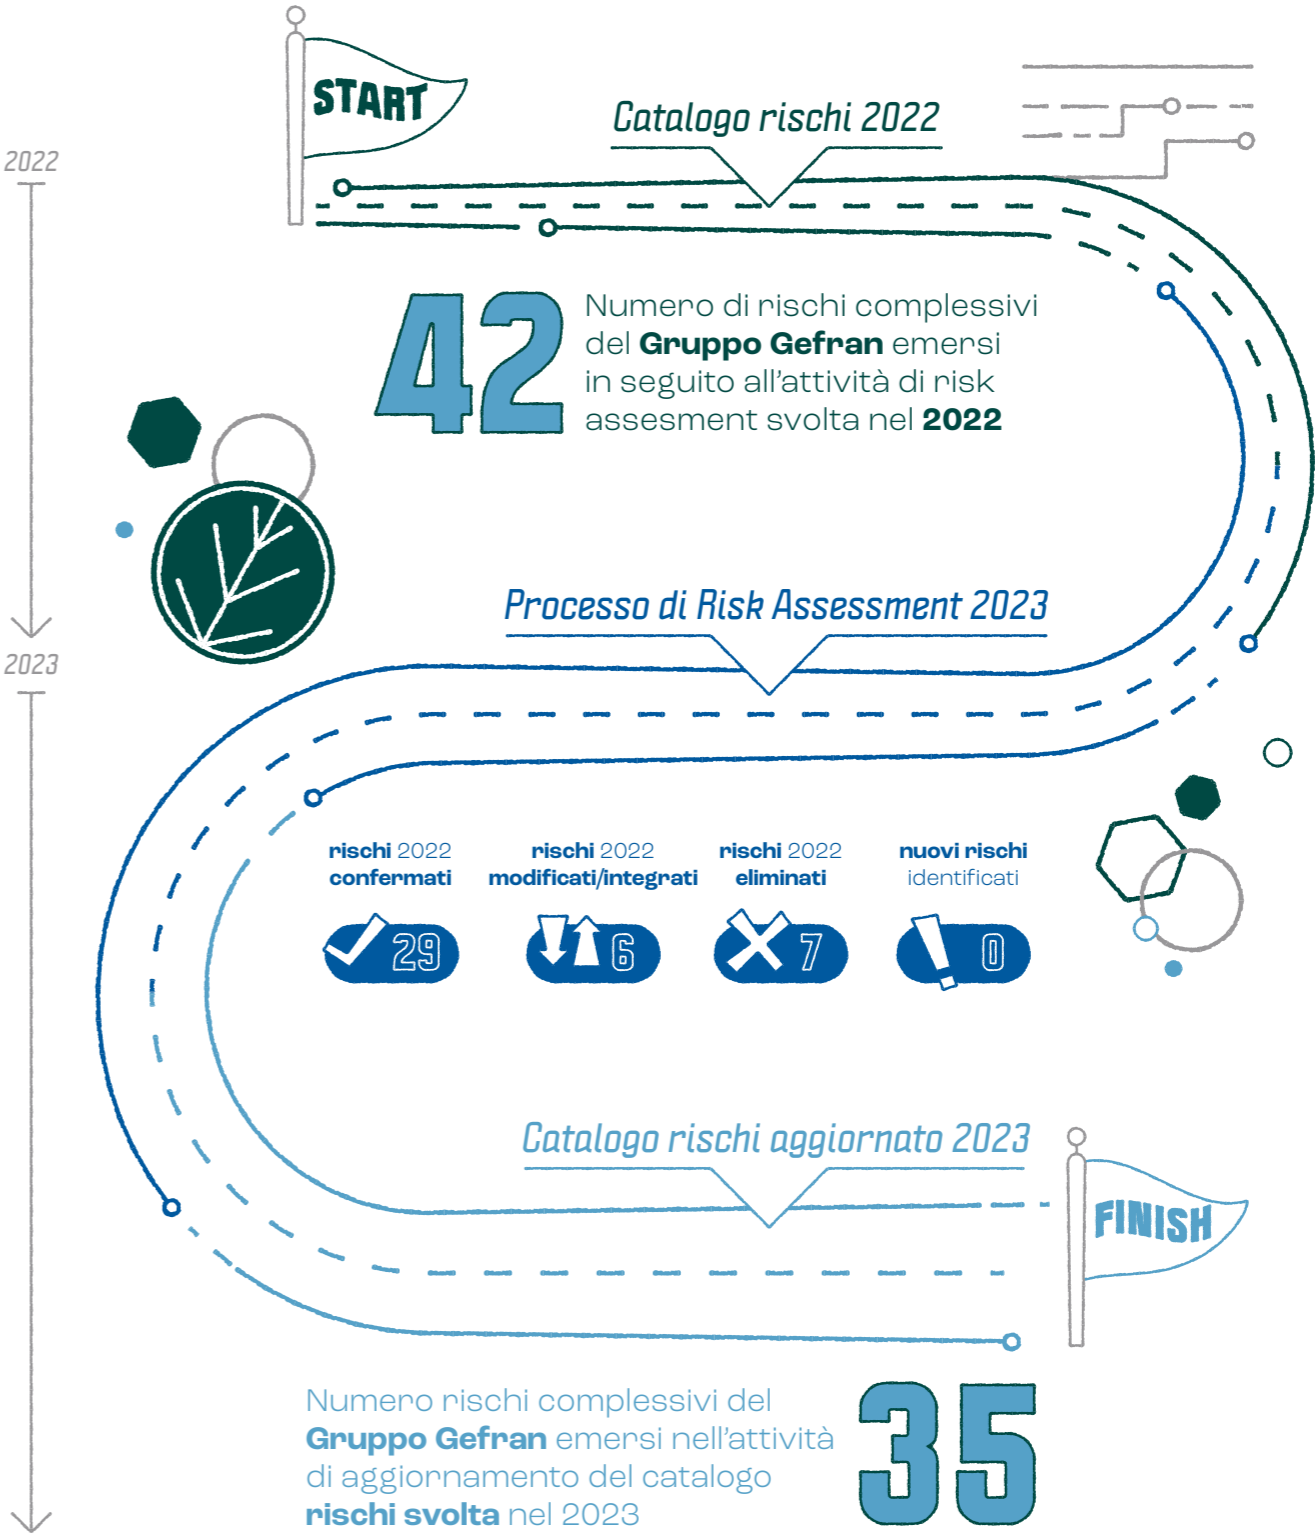 START
Catalogo rischi 2022
2022
42
Numero di rischi complessivi
del Gruppo Gefran emersi
in seguito all'attività di risk
assesment svolta nel 2022
Processo di Risk Assessment 2023
2023
rischi 2022
confermati
29
rischi 2022
modificati/integrati
6
rischi 2022
eliminati
7
nuovi rischi
identificati
0
Catalogo rischi aggiornato 2023
FINISH
Numero rischi complessivi del
Gruppo Gefran emersi nell'attività
di aggiornamento del catalogo
rischi svolta nel 2023
35